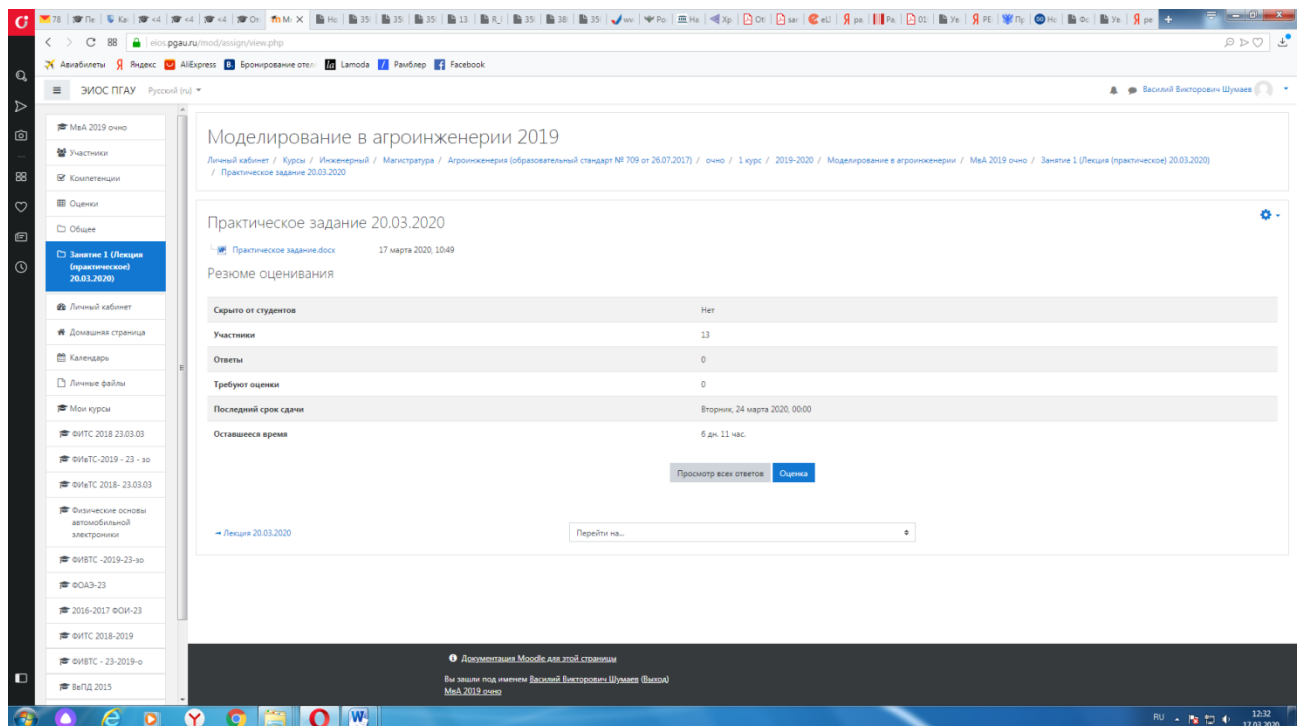 78
eios.pgau.ru/mod/assign/view.php
Авиабилеты Яндекс AliExpress Бронирование отел Lamoda Рамблер Facebook
ЭИОС ПГАУ Русский (ru)
Василий Викторович Шумаев
МвА 2019 очно
Участники
Компетенции
Оценки
Общее
Занятие 1 (Лекция
(практическое)
20.03.2020)
Личный кабинет
Домашняя страница
Календарь
Личные файлы
Мои курсы
ФИТС 2018 23.03.03
ФИвТС-2019 - 23 - зо
ФИвТС 2018- 23.03.03
Физические основы
автомобильной
электроники
ФИВТС -2019-23-зо
ФОАЭ-23
2016-2017 ФОИ-23
ФИТС 2018-2019
ФИВТС - 23-2019-о
ВеПД 2015
Моделирование в агроинженерии 2019
Личный кабинет / Курсы / Инженерный / Магистратура / Агроинженерия (образовательный стандарт № 709 от 26.07.2017) / очно / 1 курс / 2019-2020 / Моделирование в агроинженерии / МвА 2019 очно / Занятие 1 (Лекция (практическое) 20.03.2020)
/ Практическое задание 20.03.2020
Практическое задание 20.03.2020
Практическое задание.docx 17 марта 2020, 10:49
Резюме оценивания
Скрыто от студентов Нет
Участники 13
Ответы 0
Требуют оценки 0
Последний срок сдачи Вторник, 24 марта 2020, 00:00
Оставшееся время 6 дн. 11 час.
Просмотр всех ответов Оценка
→ Лекция 20.03.2020 Перейти на...
Документация Moodle для этой страницы
Вы зашли под именем Василий Викторович Шумаев (Выход)
МвА 2019 очно
RU 12:32
17.03.2020